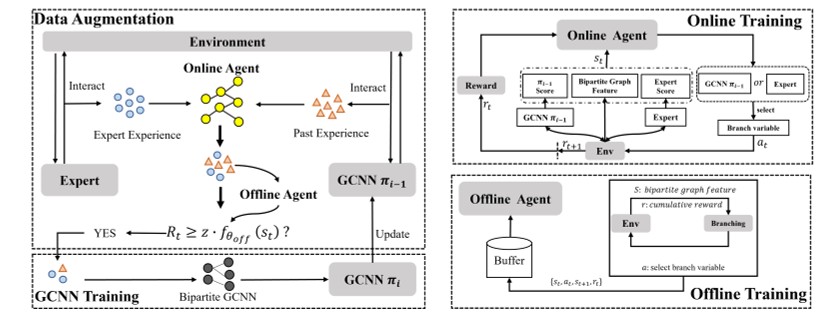 Data Augmentation
Environment
Online Agent
Interact
Interact
Expert Experience
Past Experience
Expert
GCNN π_{i−1}
Offline Agent
YES
R_t ≥ z · f_{θ_{off}} (s_t) ?
Update
GCNN Training
Bipartite GCNN
GCNN π_i
Online Training
Online Agent
s_t
Reward
r_t
π_{i−1} Score
Bipartite Graph Feature
Expert Score
GCNN π_{i−1}
or
Expert
GCNN π_{i−1}
Expert
select
Branch variable
a_t
r_{t+1}
Env
Offline Agent
S: bipartite graph feature
r: cumulative reward
Env
Branching
Buffer
a: select branch variable
{s_t, a_t, s_{t+1}, r_t}
Offline Training